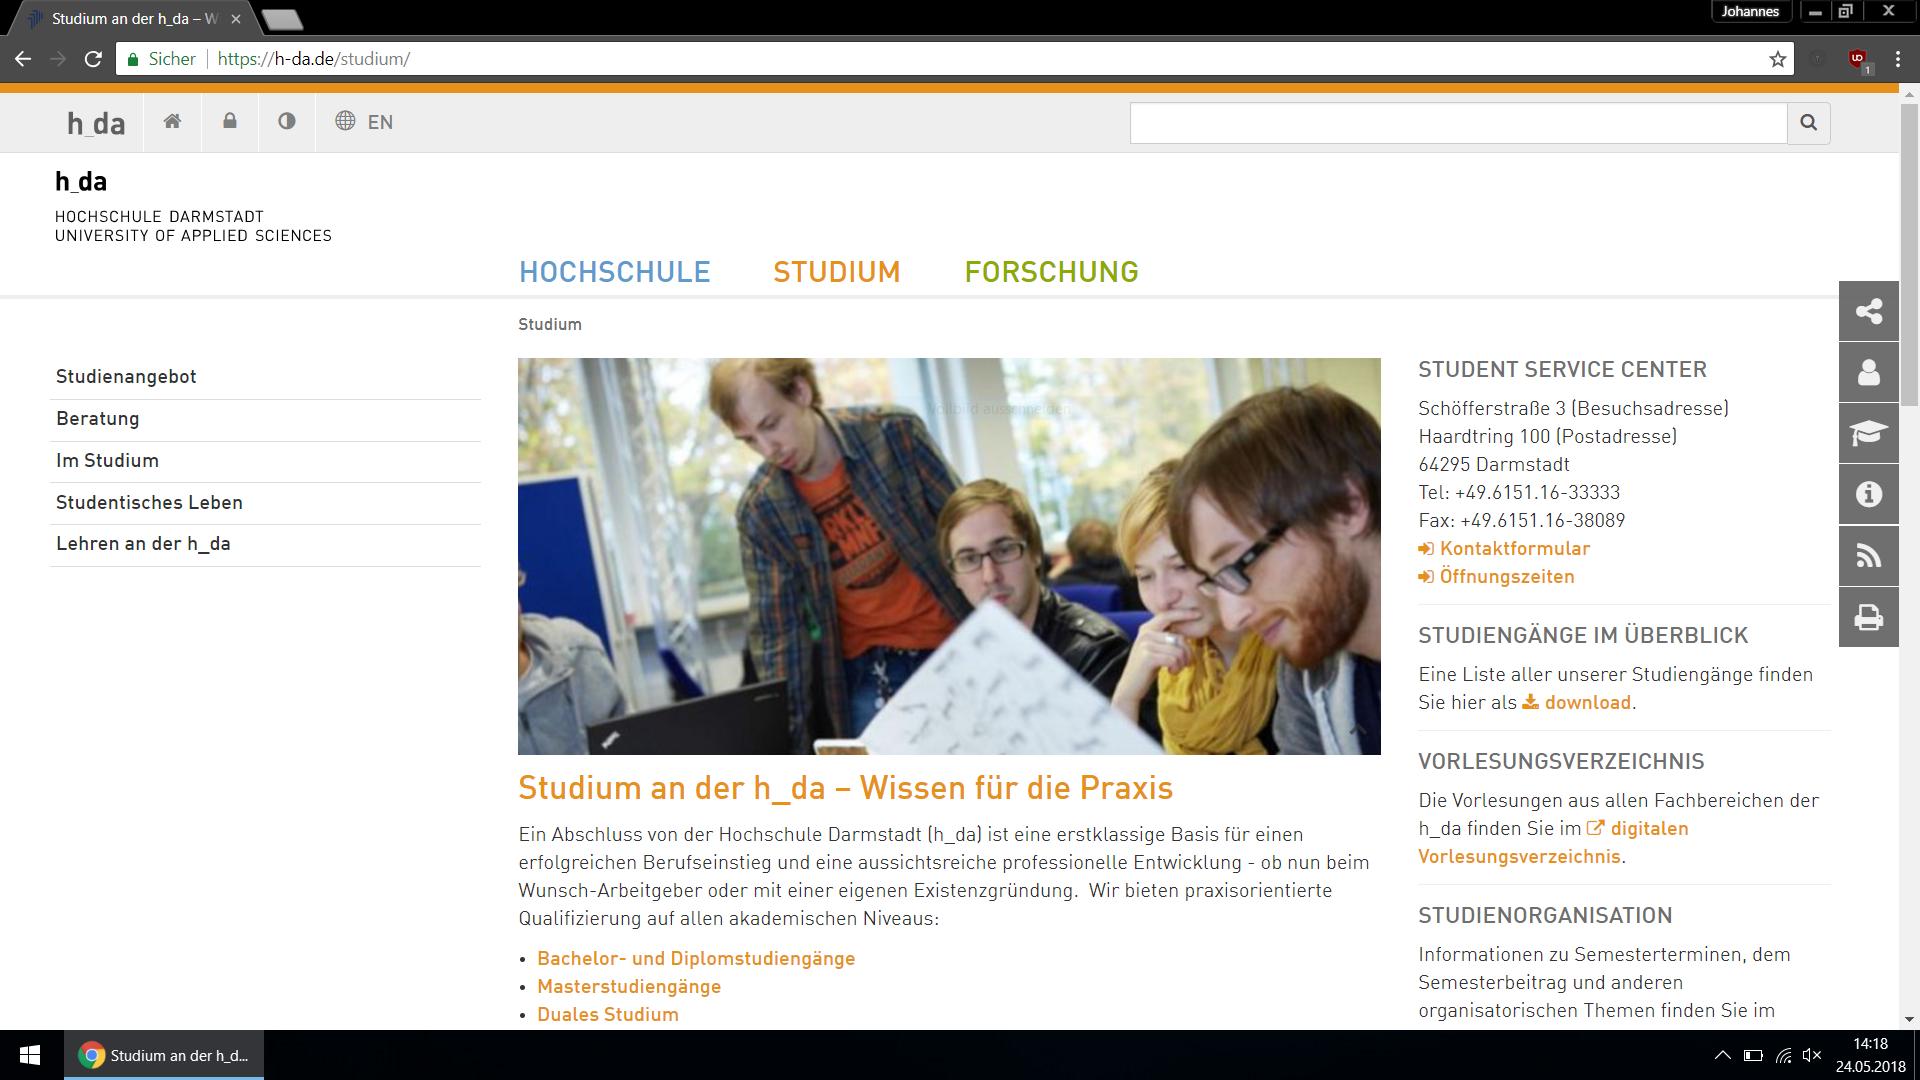 Studium an der h_da – W
Johannes
Sicher
https://h-da.de/studium/
1
h_da
EN
h_da
HOCHSCHULE DARMSTADT
UNIVERSITY OF APPLIED SCIENCES
HOCHSCHULE
STUDIUM
FORSCHUNG
Studium
Studienangebot
Beratung
Im Studium
Studentisches Leben
Lehren an der h_da
Vollbild ausschneiden
Studium an der h_da – Wissen für die Praxis
Ein Abschluss von der Hochschule Darmstadt (h_da) ist eine erstklassige Basis für einen
erfolgreichen Berufseinstieg und eine aussichtsreiche professionelle Entwicklung - ob nun beim
Wunsch-Arbeitgeber oder mit einer eigenen Existenzgründung. Wir bieten praxisorientierte
Qualifizierung auf allen akademischen Niveaus:
• Bachelor- und Diplomstudiengänge
• Masterstudiengänge
• Duales Studium
STUDENT SERVICE CENTER
Schöfferstraße 3 (Besuchsadresse)
Haardtring 100 (Postadresse)
64295 Darmstadt
Tel: +49.6151.16-33333
Fax: +49.6151.16-38089
Kontaktformular
Öffnungszeiten
STUDIENGÄNGE IM ÜBERBLICK
Eine Liste aller unserer Studiengänge finden
Sie hier als download.
VORLESUNGSVERZEICHNIS
Die Vorlesungen aus allen Fachbereichen der
h_da finden Sie im digitalen
Vorlesungsverzeichnis.
STUDIENORGANISATION
Informationen zu Semesterterminen, dem
Semesterbeitrag und anderen
organisatorischen Themen finden Sie im
Studium an der h_d...
14:18
24.05.2018